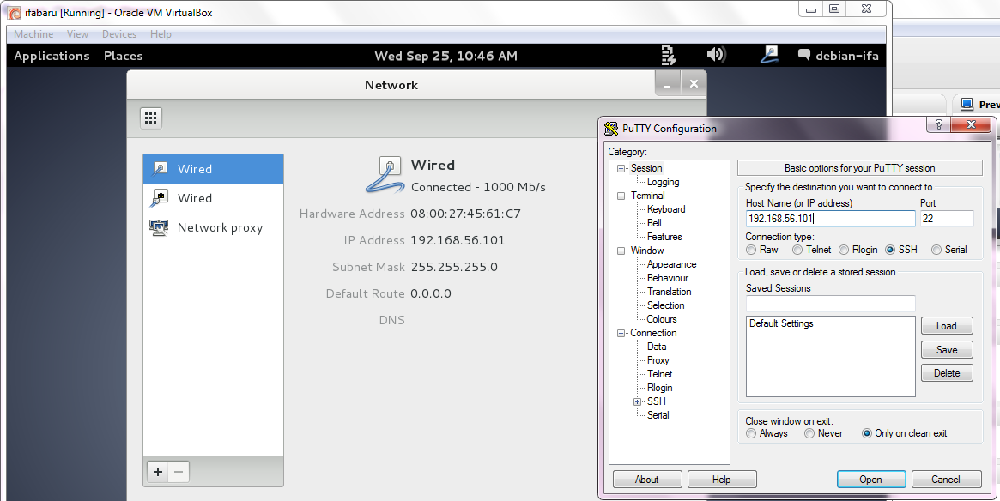 ifabaru [Running] - Oracle VM VirtualBox
Machine View Devices Help
Applications Places Wed Sep 25, 10:46 AM debian-ifa
Network
Wired
Wired
Network proxy
Wired
Connected - 1000 Mb/s
Hardware Address 08:00:27:45:61:C7
IP Address 192.168.56.101
Subnet Mask 255.255.255.0
Default Route 0.0.0.0
DNS
Prev
PuTTY Configuration
Category:
Session
Logging
Terminal
Keyboard
Bell
Features
Window
Appearance
Behaviour
Translation
Selection
Colours
Connection
Data
Proxy
Telnet
Rlogin
SSH
Serial
Basic options for your PuTTY session
Specify the destination you want to connect to
Host Name (or IP address) Port
192.168.56.101 22
Connection type:
Raw Telnet Rlogin SSH Serial
Load, save or delete a stored session
Saved Sessions
Default Settings
Load
Save
Delete
Close window on exit:
Always Never Only on clean exit
About Help Open Cancel